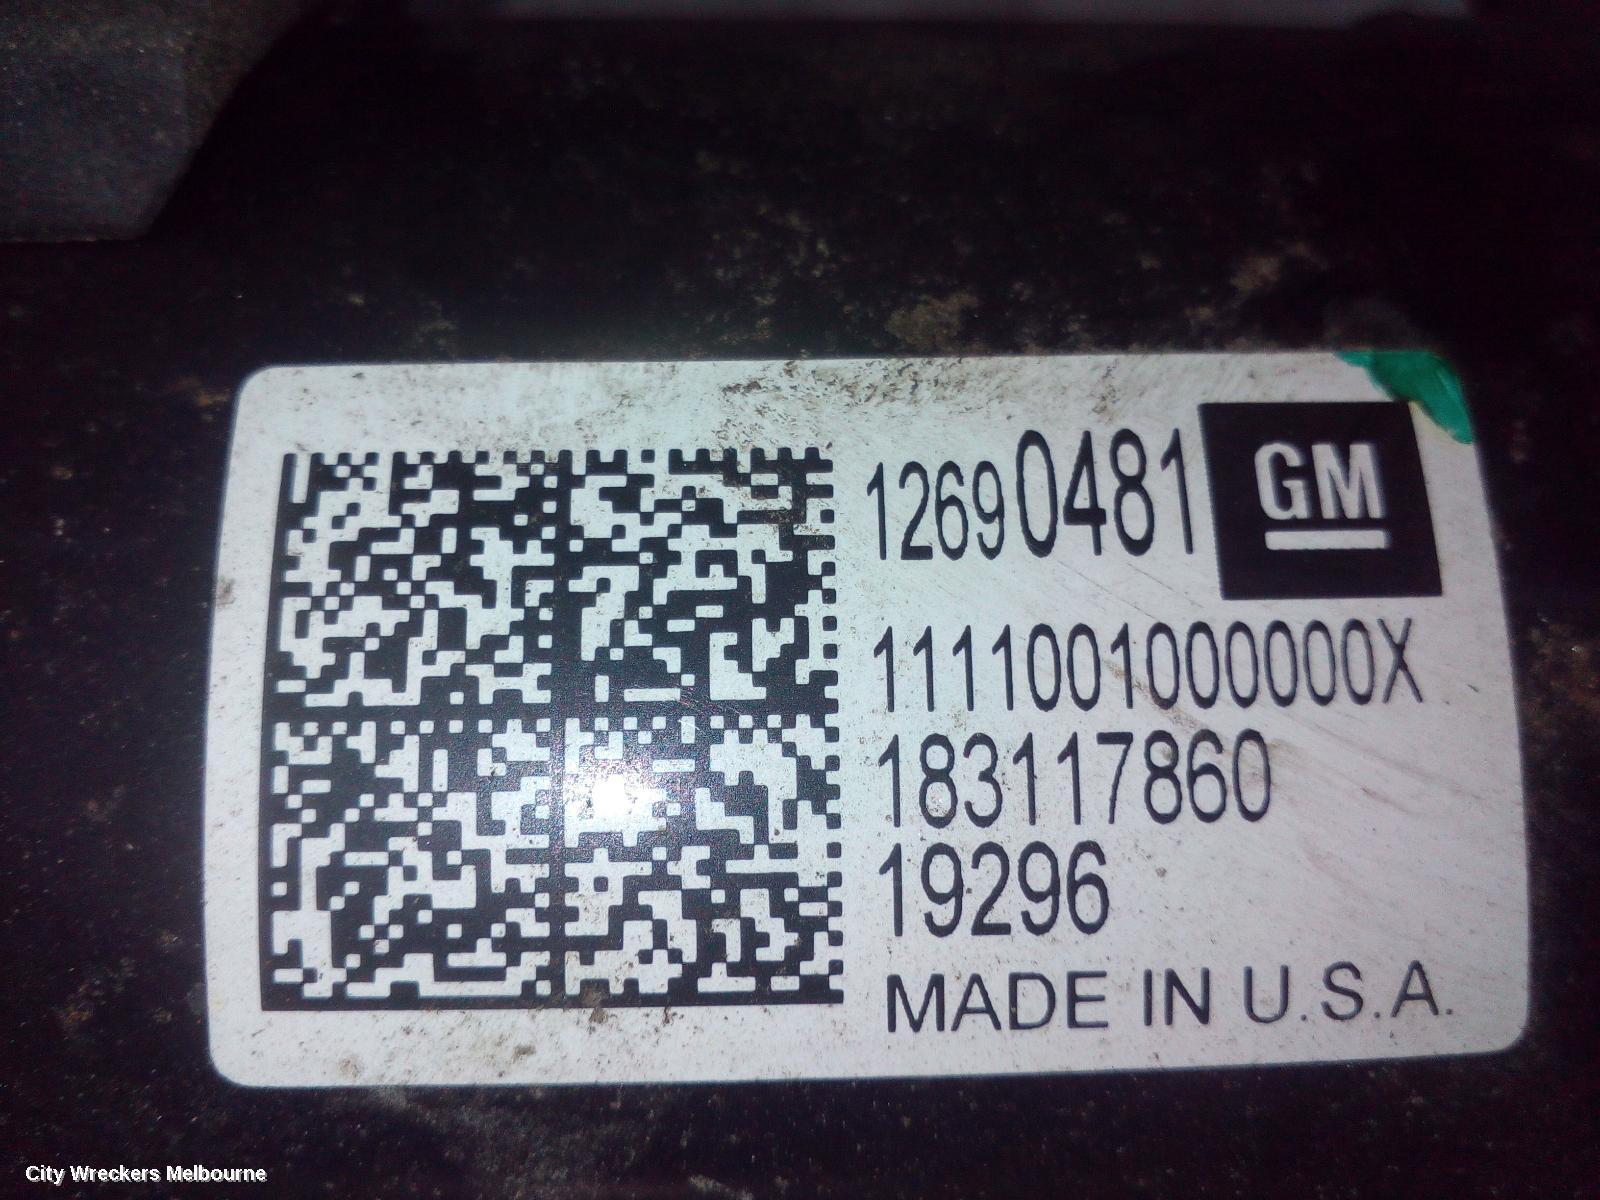 12690481 GM
1111001000000X
183117860
19296
MADE IN U.S.A.
City Wreckers Melbourne